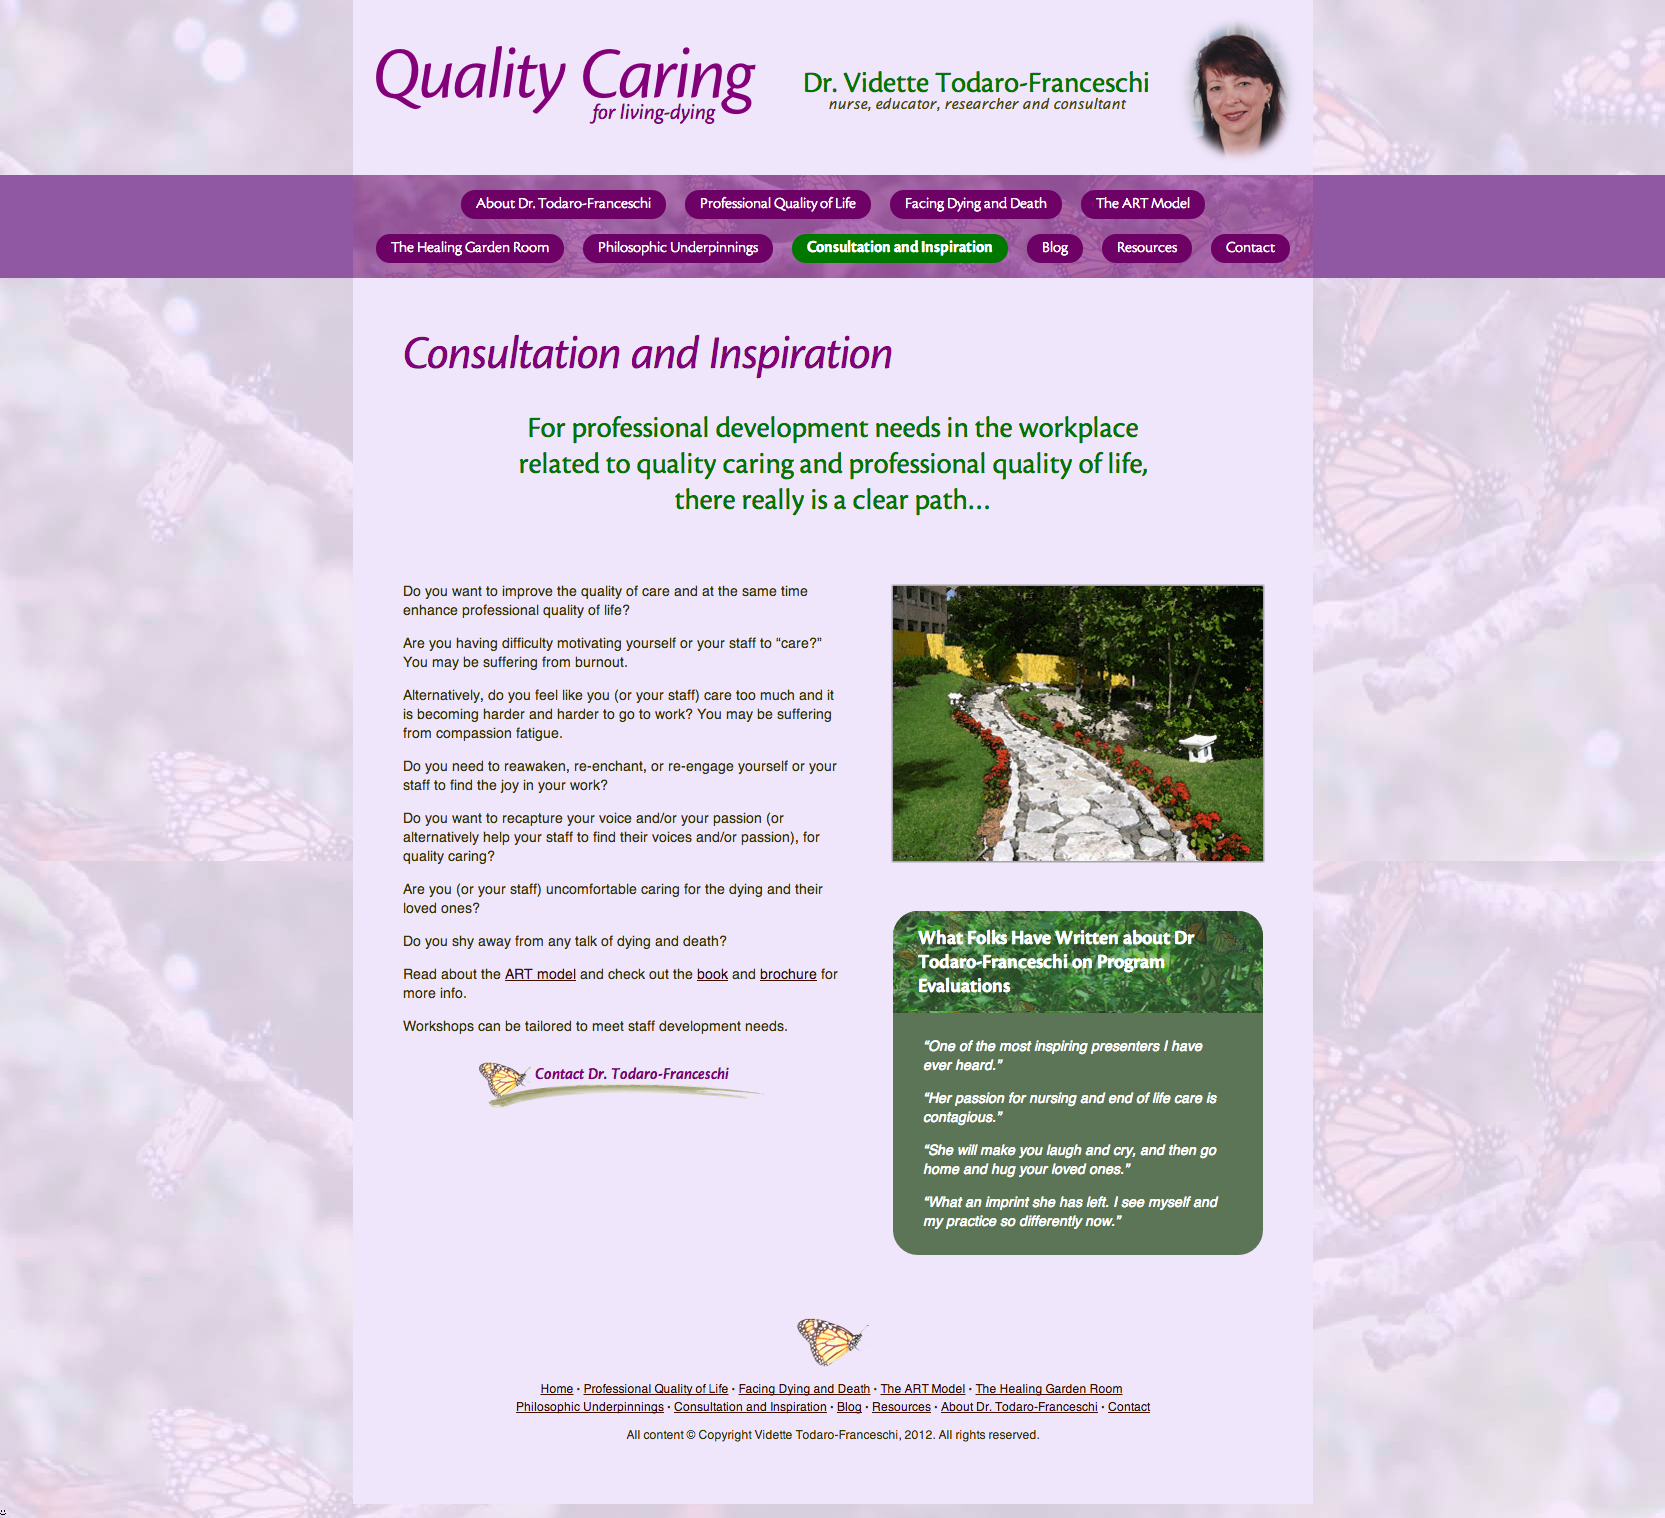 Quality Caring
for living-dying
Dr. Vidette Todaro-Franceschi
nurse, educator, researcher and consultant
About Dr. Todaro-Franceschi
Professional Quality of Life
Facing Dying and Death
The ART Model
The Healing Garden Room
Philosophic Underpinnings
Consultation and Inspiration
Blog
Resources
Contact
Consultation and Inspiration
For professional development needs in the workplace
related to quality caring and professional quality of life,
there really is a clear path...
Do you want to improve the quality of care and at the same time
enhance professional quality of life?
Are you having difficulty motivating yourself or your staff to “care?”
You may be suffering from burnout.
Alternatively, do you feel like you (or your staff) care too much and it
is becoming harder and harder to go to work? You may be suffering
from compassion fatigue.
Do you need to reawaken, re-enchant, or re-engage yourself or your
staff to find the joy in your work?
Do you want to recapture your voice and/or your passion (or
alternatively help your staff to find their voices and/or passion), for
quality caring?
Are you (or your staff) uncomfortable caring for the dying and their
loved ones?
Do you shy away from any talk of dying and death?
Read about the ART model and check out the book and brochure for
more info.
Workshops can be tailored to meet staff development needs.
Contact Dr. Todaro-Franceschi
What Folks Have Written about Dr
Todaro-Franceschi on Program
Evaluations
“One of the most inspiring presenters I have
ever heard.”
“Her passion for nursing and end of life care is
contagious.”
“She will make you laugh and cry, and then go
home and hug your loved ones.”
“What an imprint she has left. I see myself and
my practice so differently now.”
Home • Professional Quality of Life • Facing Dying and Death • The ART Model • The Healing Garden Room
Philosophic Underpinnings • Consultation and Inspiration • Blog • Resources • About Dr. Todaro-Franceschi • Contact
All content © Copyright Vidette Todaro-Franceschi, 2012. All rights reserved.